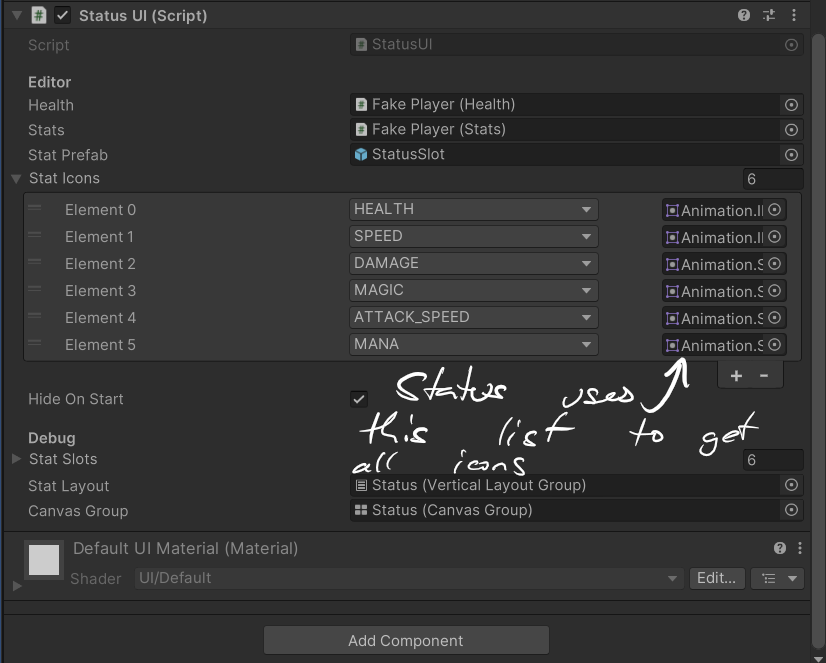 Status UI (Script)
Script StatusUI
Editor
Health Fake Player (Health)
Stats Fake Player (Stats)
Stat Prefab StatusSlot
Stat Icons 6
Element 0 HEALTH Animation.I
Element 1 SPEED Animation.I
Element 2 DAMAGE Animation.S
Element 3 MAGIC Animation.S
Element 4 ATTACK_SPEED Animation.S
Element 5 MANA Animation.S
+ -
Hide On Start
Status uses
this list to get
all icons
Debug
Stat Slots 6
Stat Layout Status (Vertical Layout Group)
Canvas Group Status (Canvas Group)
Default UI Material (Material)
Shader UI/Default Edit...
Add Component